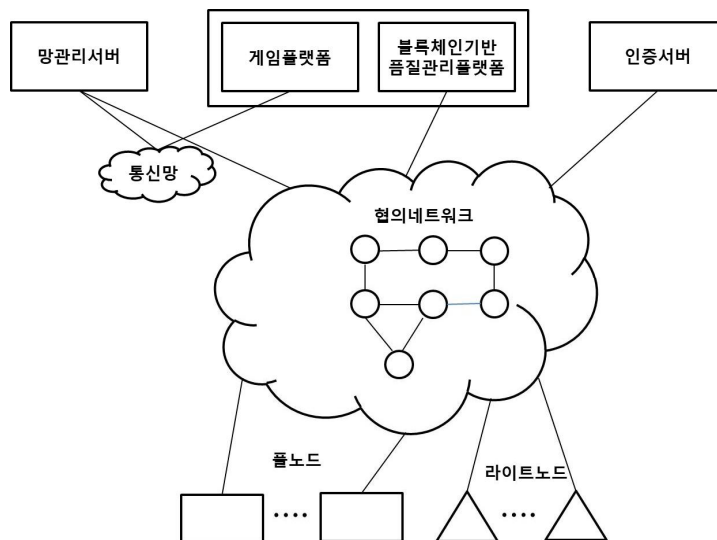 망관리서버
게임플랫폼
블록체인기반
품질관리플랫폼
인증서버
통신망
협의네트워크
풀노드
라이트노드